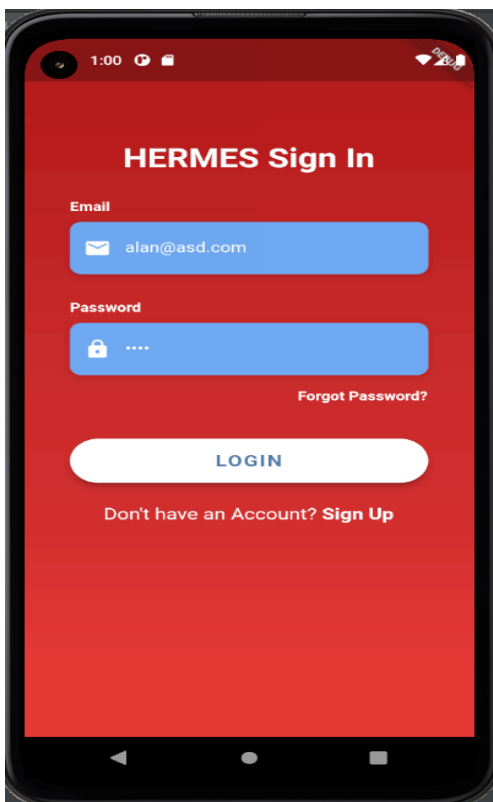 1:00
DEBUG
HERMES Sign In
Email
alan@asd.com
Password
••••
Forgot Password?
LOGIN
Don't have an Account? Sign Up